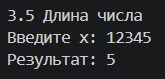 3.5 Длина числа
Введите x: 12345
Результат: 5